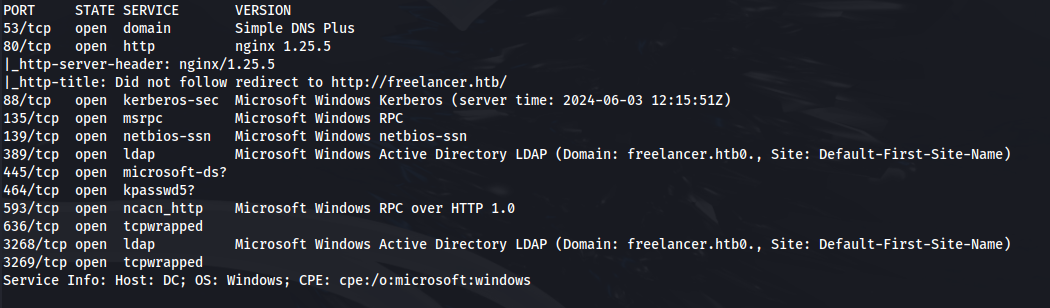 PORT     STATE SERVICE       VERSION
53/tcp   open  domain        Simple DNS Plus
80/tcp   open  http          nginx 1.25.5
|_http-server-header: nginx/1.25.5
|_http-title: Did not follow redirect to http://freelancer.htb/
88/tcp   open  kerberos-sec  Microsoft Windows Kerberos (server time: 2024-06-03 12:15:51Z)
135/tcp  open  msrpc         Microsoft Windows RPC
139/tcp  open  netbios-ssn   Microsoft Windows netbios-ssn
389/tcp  open  ldap          Microsoft Windows Active Directory LDAP (Domain: freelancer.htb0., Site: Default-First-Site-Name)
445/tcp  open  microsoft-ds?
464/tcp  open  kpasswd5?
593/tcp  open  ncacn_http    Microsoft Windows RPC over HTTP 1.0
636/tcp  open  tcpwrapped
3268/tcp open  ldap          Microsoft Windows Active Directory LDAP (Domain: freelancer.htb0., Site: Default-First-Site-Name)
3269/tcp open  tcpwrapped
Service Info: Host: DC; OS: Windows; CPE: cpe:/o:microsoft:windows